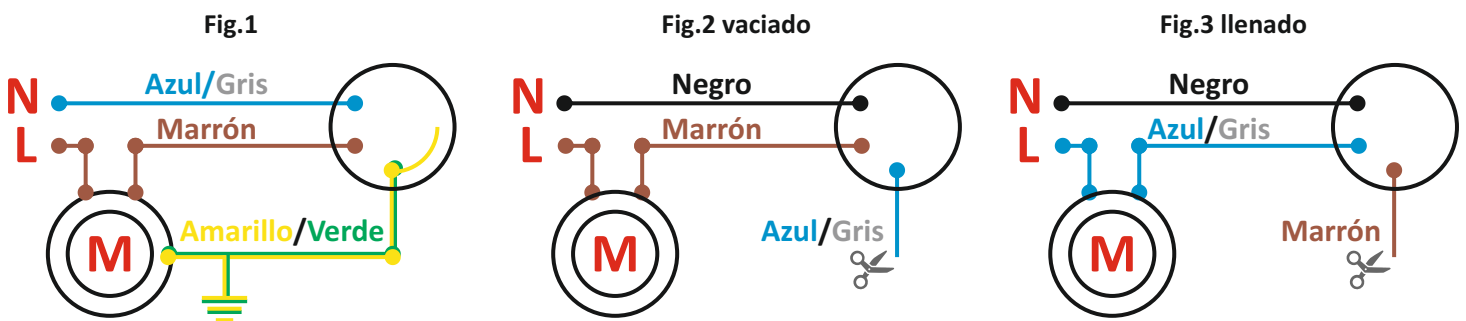 Fig.1
N
Azul/Gris
L
Marrón
M
Amarillo/Verde
Fig.2 vaciado
N
Negro
L
Marrón
M
Azul/Gris
Fig.3 llenado
N
Negro
L
Azul/Gris
M
Marrón